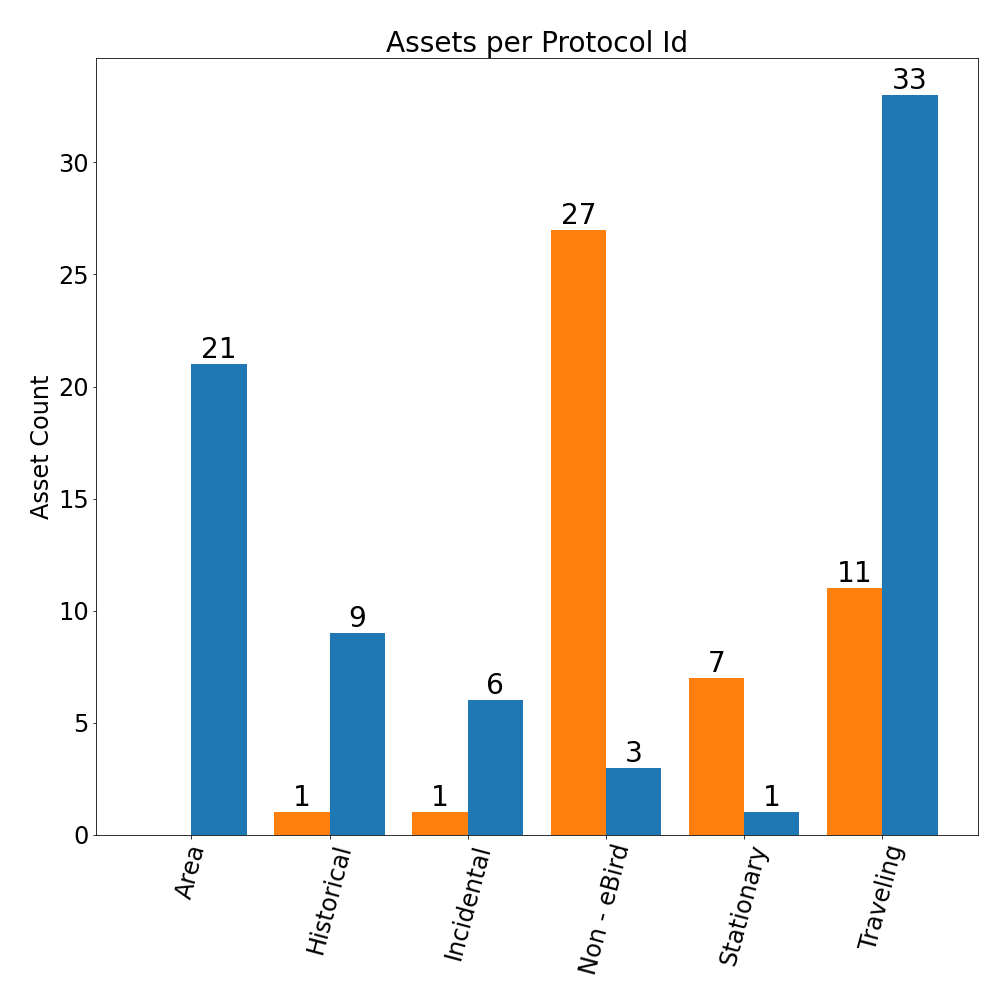 Assets per Protocol Id
Asset Count
30
25
20
15
10
5
0
21
1
9
1
6
27
3
7
1
11
33
Area
Historical
Incidental
Non - eBird
Stationary
Traveling